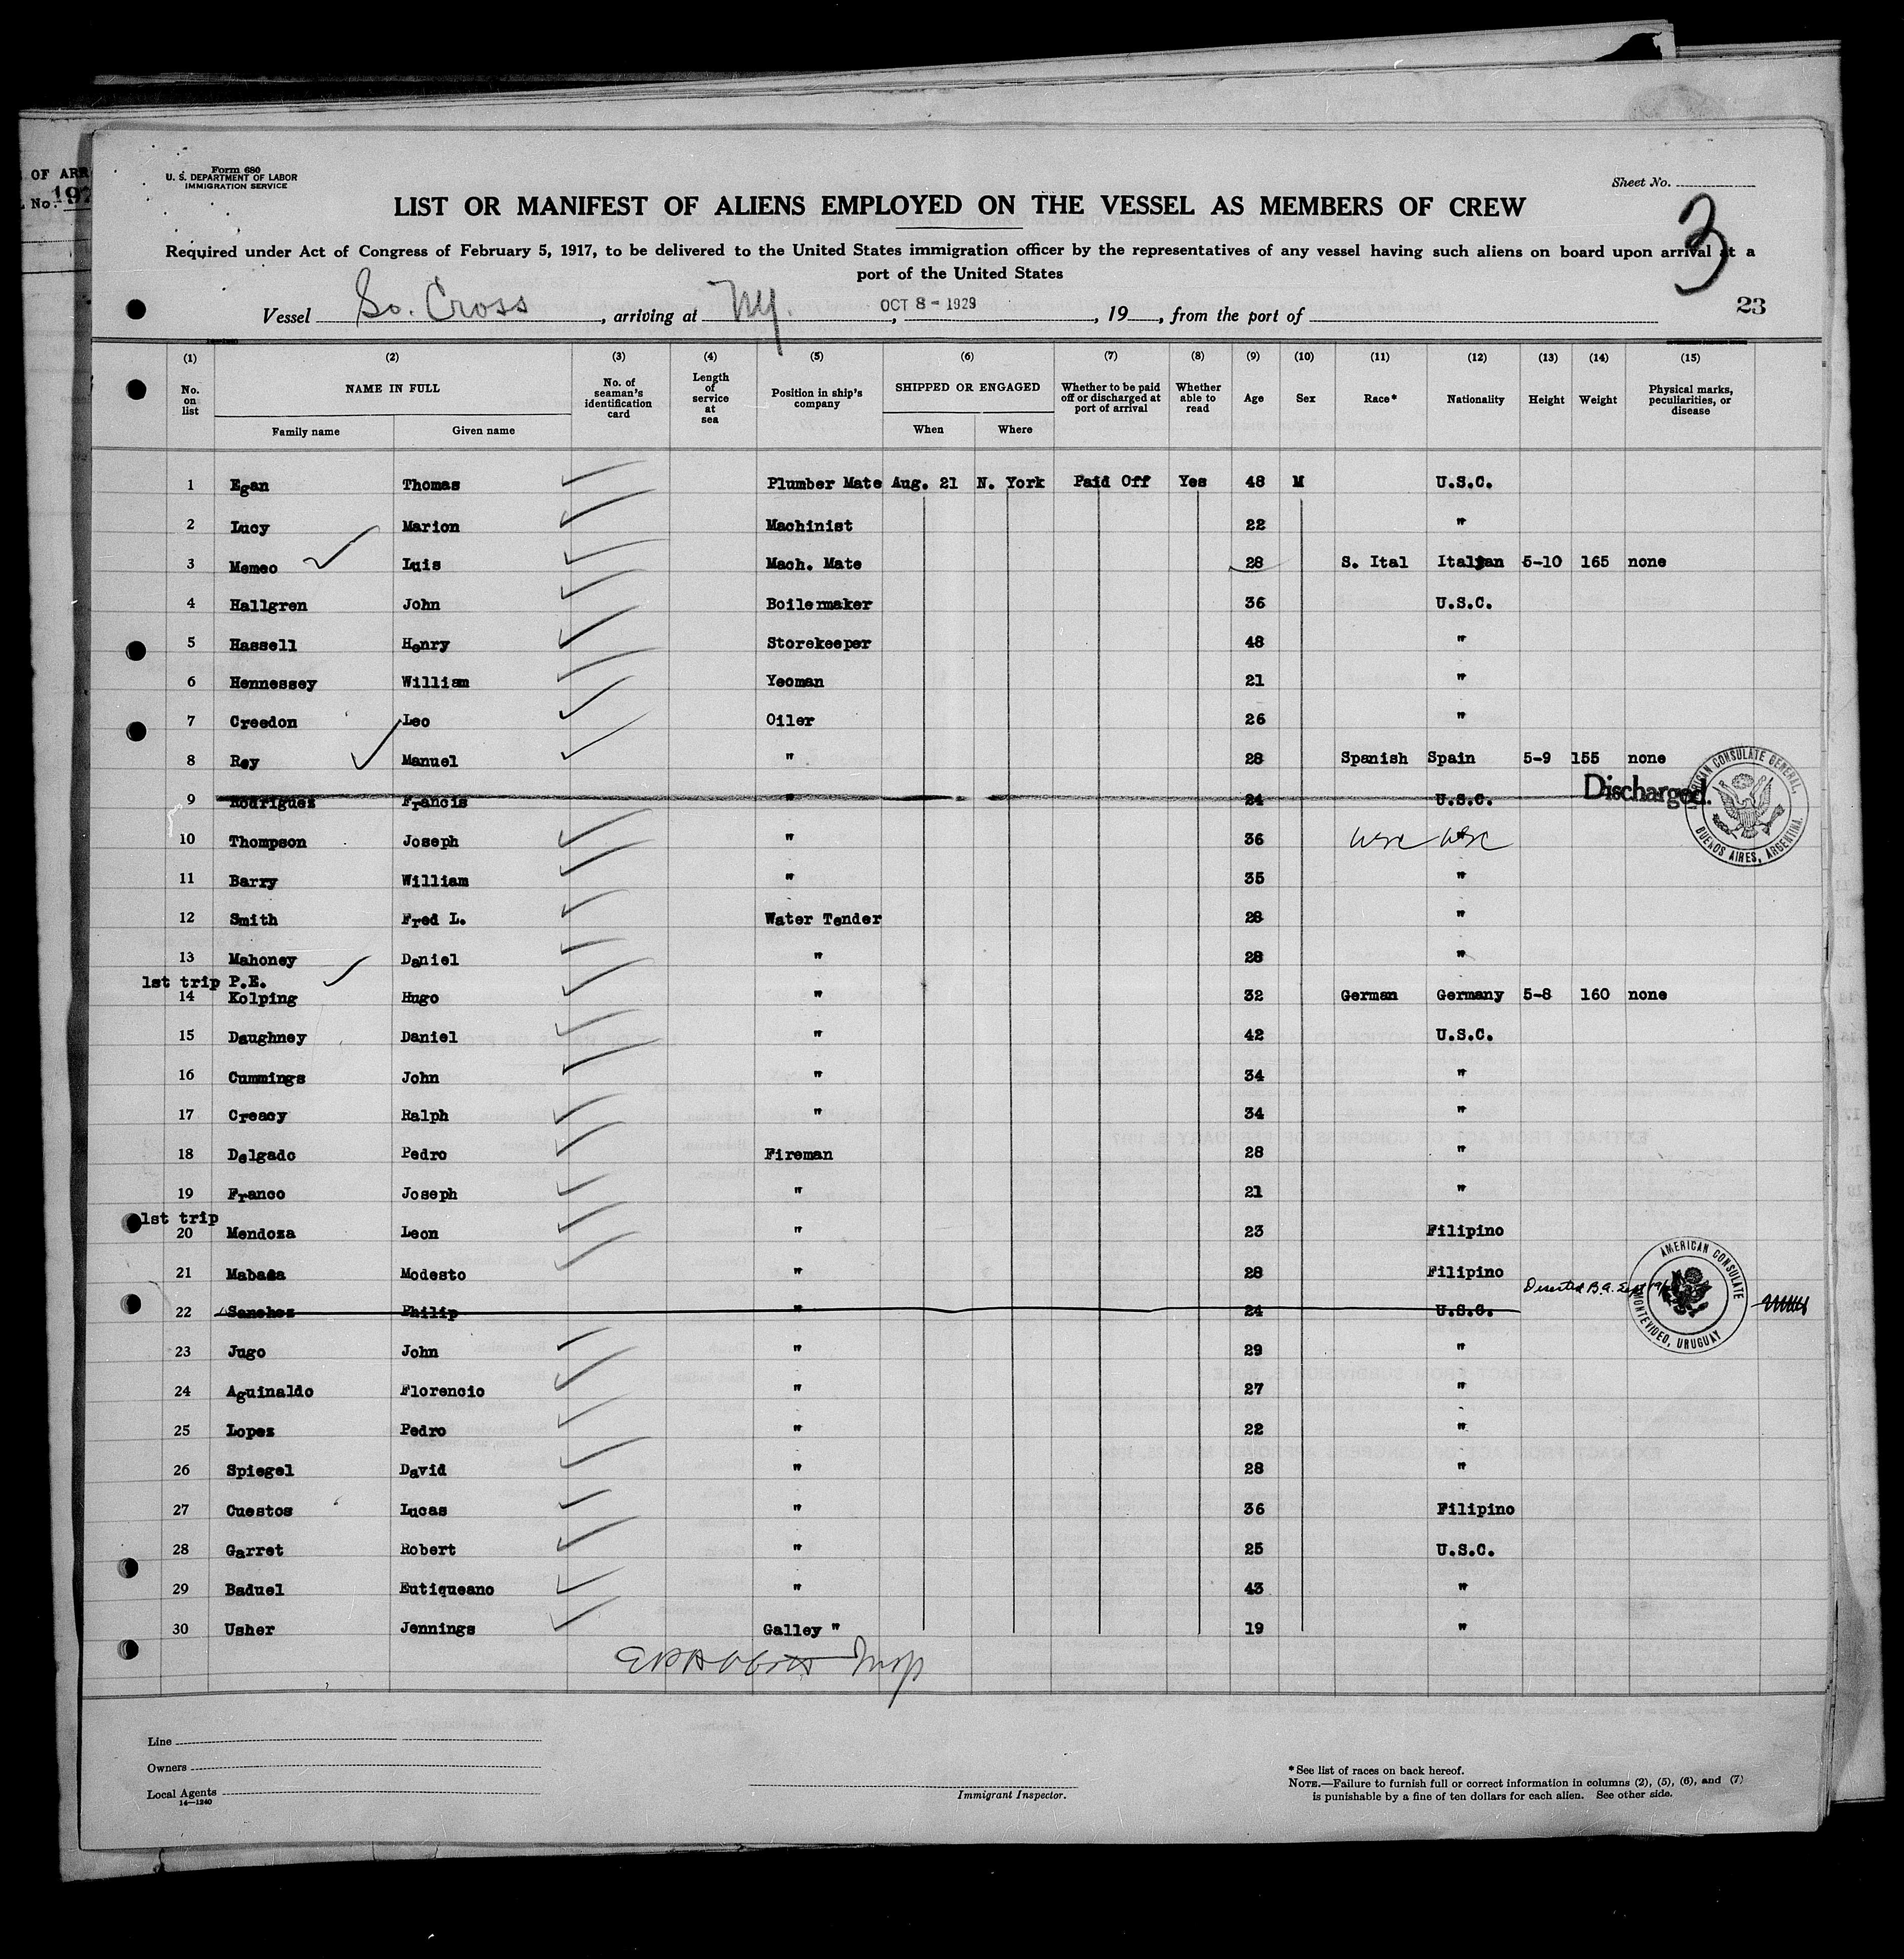 OF ARR
No. 197
Form 680
U. S. DEPARTMENT OF LABOR
IMMIGRATION SERVICE
Sheet No.
3
LIST OR MANIFEST OF ALIENS EMPLOYED ON THE VESSEL AS MEMBERS OF CREW
Required under Act of Congress of February 5, 1917, to be delivered to the United States immigration officer by the representatives of any vessel having such aliens on board upon arrival at a
port of the United States
Vessel So. Cross, arriving at NY., OCT 8 - 1929, 19, from the port of
23
(1) (2) (3) (4) (5) (6) (7) (8) (9) (10) (11) (12) (13) (14) (15)
No. on list NAME IN FULL No. of seaman's identification card Length of service at sea Position in ship's company SHIPPED OR ENGAGED Whether to be paid off or discharged at port of arrival Whether able to read Age Sex Race* Nationality Height Weight Physical marks, peculiarities, or disease
Family name Given name When Where
1 Egan Thomas Plumber Mate Aug. 21 N. York Paid Off Yes 48 M U.S.C.
2 Lucy Marion Machinist 22 "
3 Memeo Luis Mach. Mate 28 S. Ital Italian 5-10 165 none
4 Hallgren John Boilermaker 36 U.S.C.
5 Hassell Henry Storekeeper 48 "
6 Hennessey William Yeoman 21 "
7 Creedon Leo Oiler 26 "
8 Rey Manuel " 28 Spanish Spain 5-9 155 none
9 Rodriguez Francis " 24 U.S.C. Discharged.
AMERICAN CONSULATE GENERAL, BUENOS AIRES, ARGENTINA.
10 Thompson Joseph " 36 "
11 Barry William " 35 "
12 Smith Fred L. Water Tender 28 "
13 Mahoney Daniel " 28 "
1st trip P.E.
14 Kolping Hugo " 32 German Germany 5-8 160 none
15 Daughney Daniel " 42 U.S.C.
16 Cummings John " 34 "
17 Creacy Ralph " 34 "
18 Delgado Pedro Fireman 28 "
19 Franco Joseph " 21 "
1st trip
20 Mendoza Leon " 23 Filipino
21 Mabasa Modesto " 28 Filipino
Deserted B.A. Sept
AMERICAN CONSULATE MONTEVIDEO, URUGUAY
22 Sanchez Philip " 24 U.S.C.
23 Jugo John " 29 "
24 Aguinaldo Florencio " 27 "
25 Lopez Pedro " 22 "
26 Spiegel David " 28 "
27 Cuestos Lucas " 36 Filipino
28 Garret Robert " 25 U.S.C.
29 Baduel Eutiqueano " 43 "
30 Usher Jennings Galley " 19 "
Insp
Line
Owners
Local Agents
14—1240
Immigrant Inspector.
*See list of races on back hereof.
NOTE.—Failure to furnish full or correct information in columns (2), (5), (6), and (7)
is punishable by a fine of ten dollars for each alien. See other side.